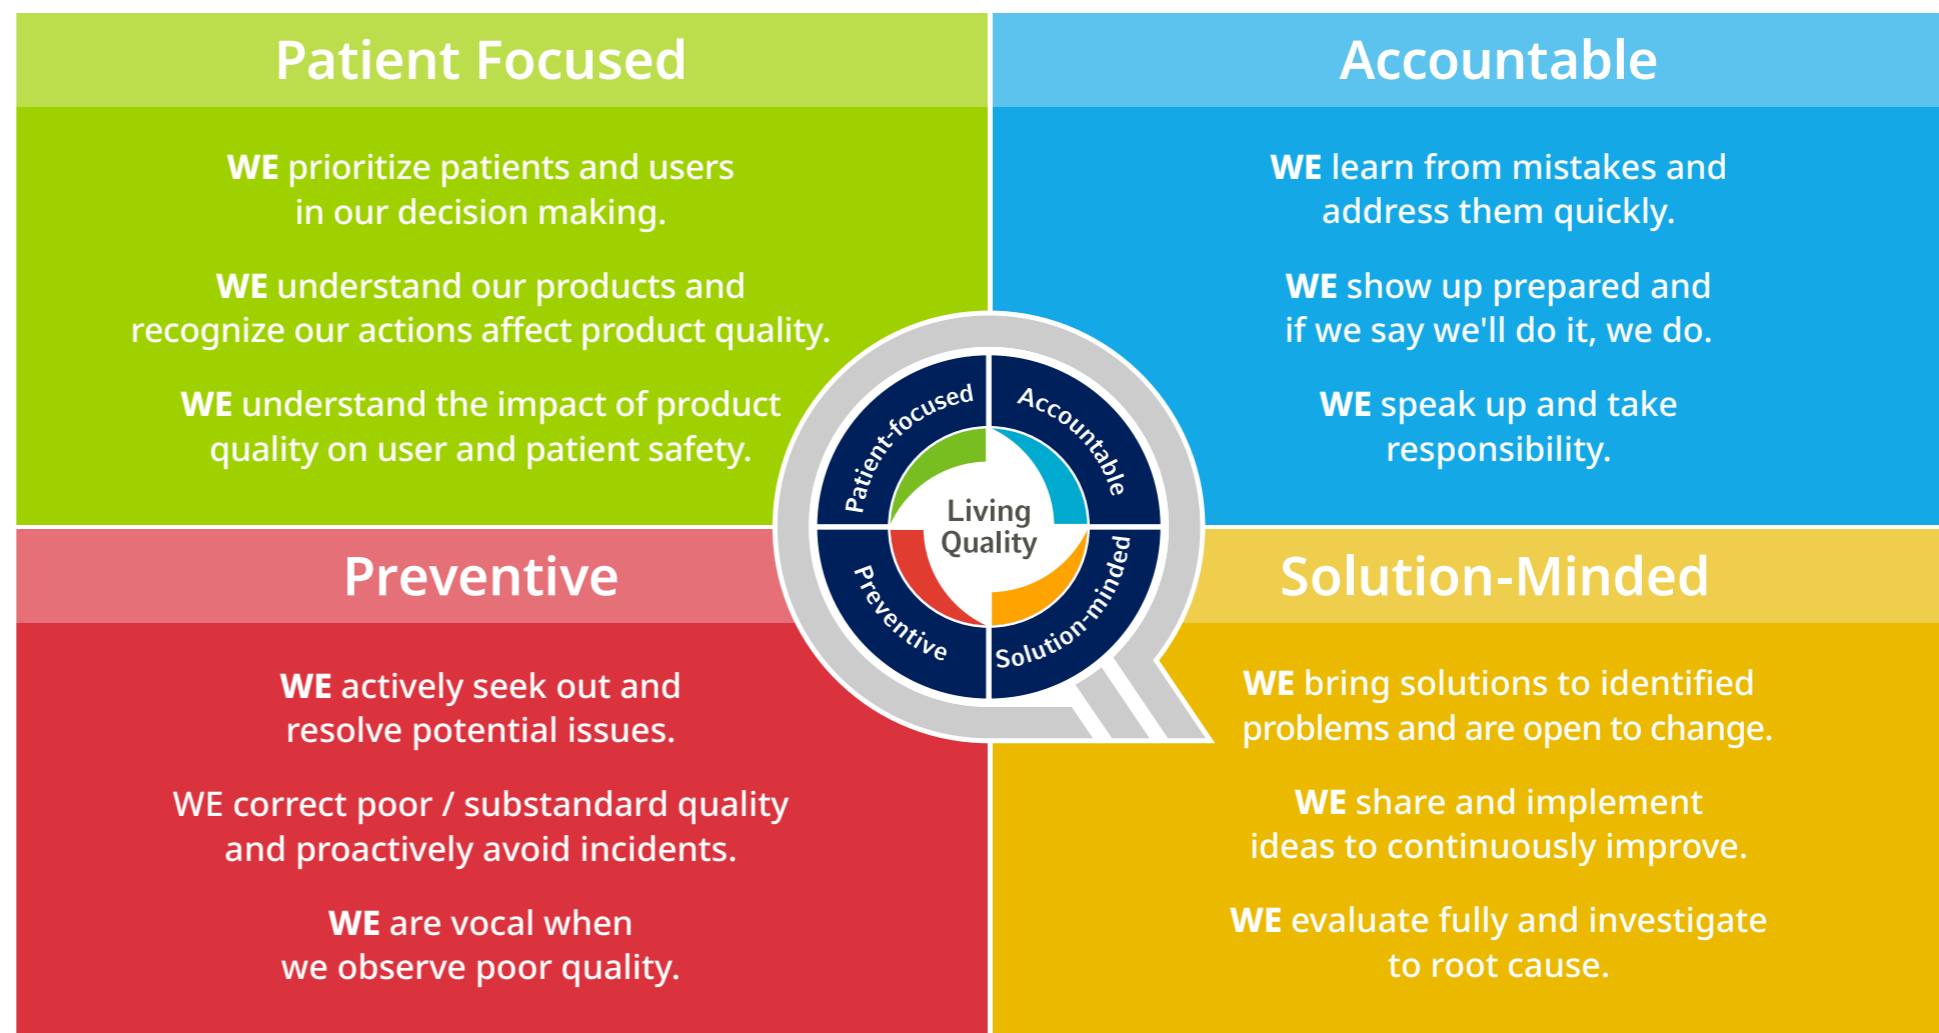 Patient Focused
WE prioritize patients and users
in our decision making.
WE understand our products and
recognize our actions affect product quality.
WE understand the impact of product
quality on user and patient safety.
Accountable
WE learn from mistakes and
address them quickly.
WE show up prepared and
if we say we'll do it, we do.
WE speak up and take
responsibility.
Patient-focused
Accountable
Living
Quality
Preventive
Solution-minded
Preventive
WE actively seek out and
resolve potential issues.
WE correct poor / substandard quality
and proactively avoid incidents.
WE are vocal when
we observe poor quality.
Solution-Minded
WE bring solutions to identified
problems and are open to change.
WE share and implement
ideas to continuously improve.
WE evaluate fully and investigate
to root cause.